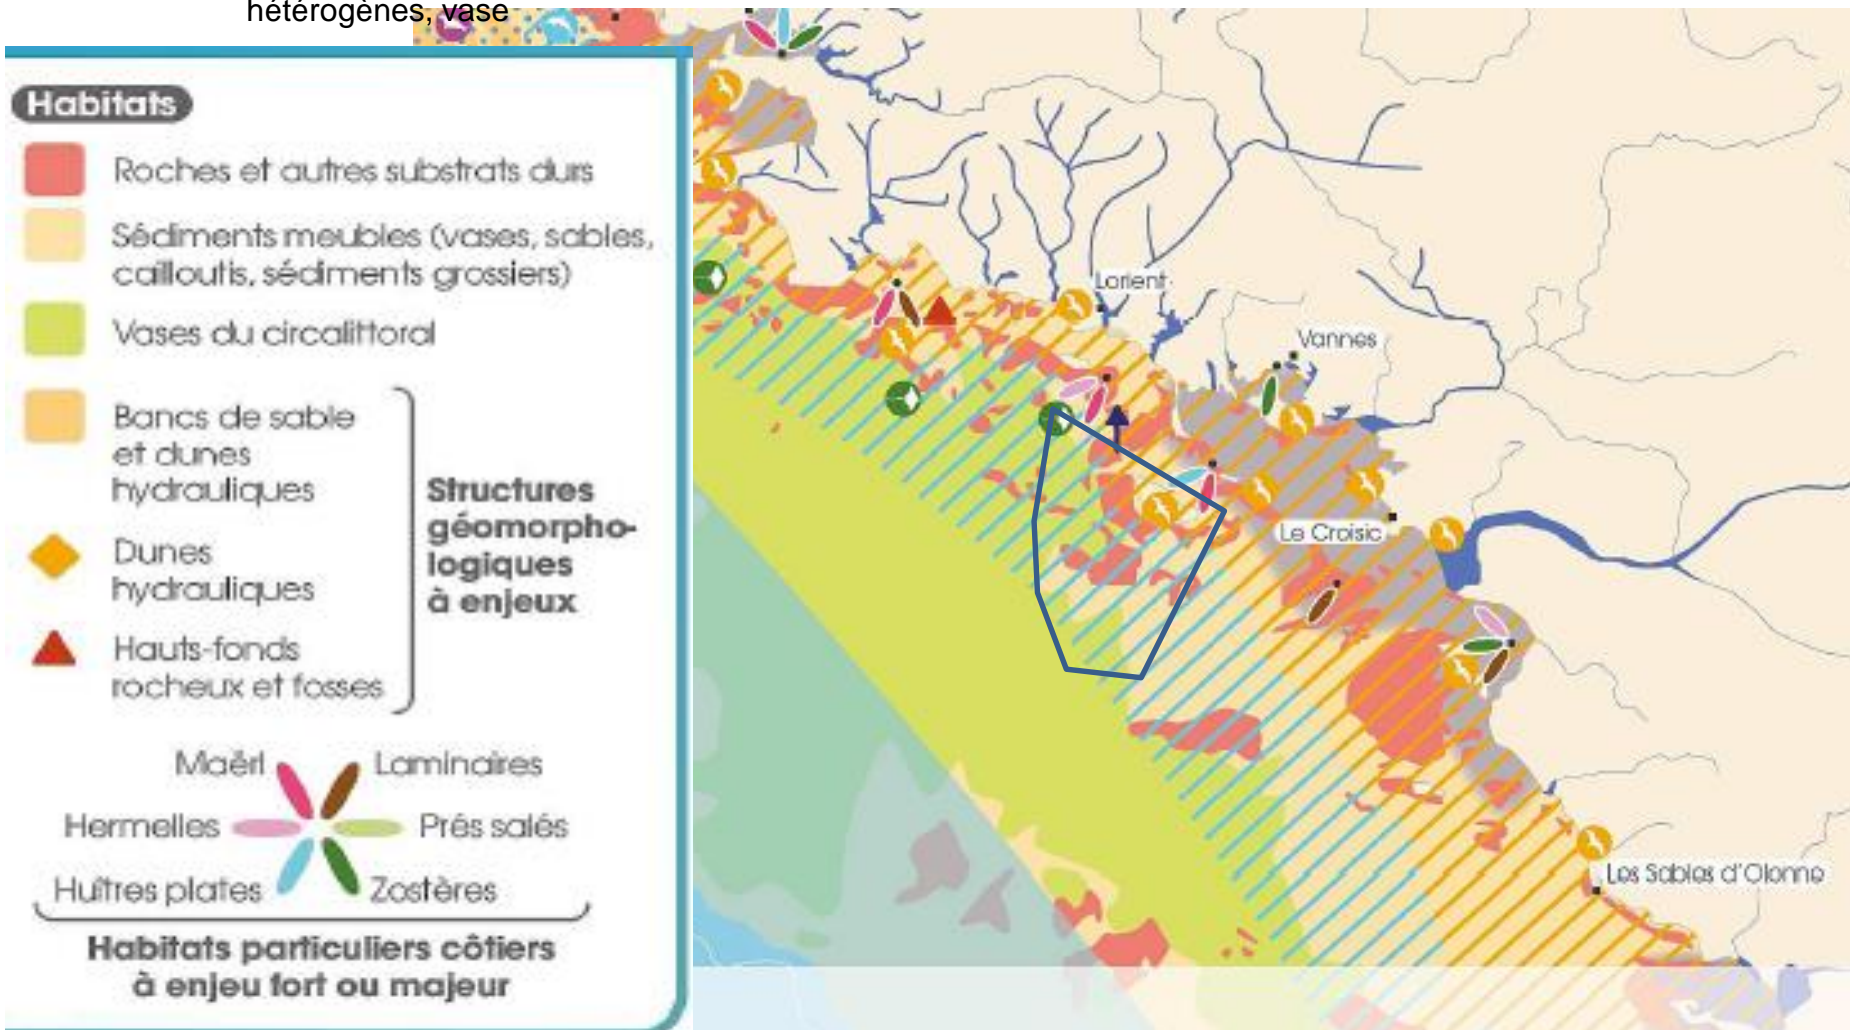 hétérogènes, vase
Habitats
Roches et autres substrats durs
Sédiments meubles (vases, sables,
cailloutis, sédiments grossiers)
Vases du circalittoral
Bancs de sable
et dunes
hydrauliques
Dunes
hydrauliques
Hauts-fonds
rocheux et fosses
Structures
géomorpho-
logiques
à enjeux
Maërl
Laminaires
Hermelles
Prés salés
Huîtres plates
Zostères
Habitats particuliers côtiers
à enjeu fort ou majeur
Lorient
Vannes
Le Croisic
Les Sables d'Olonne